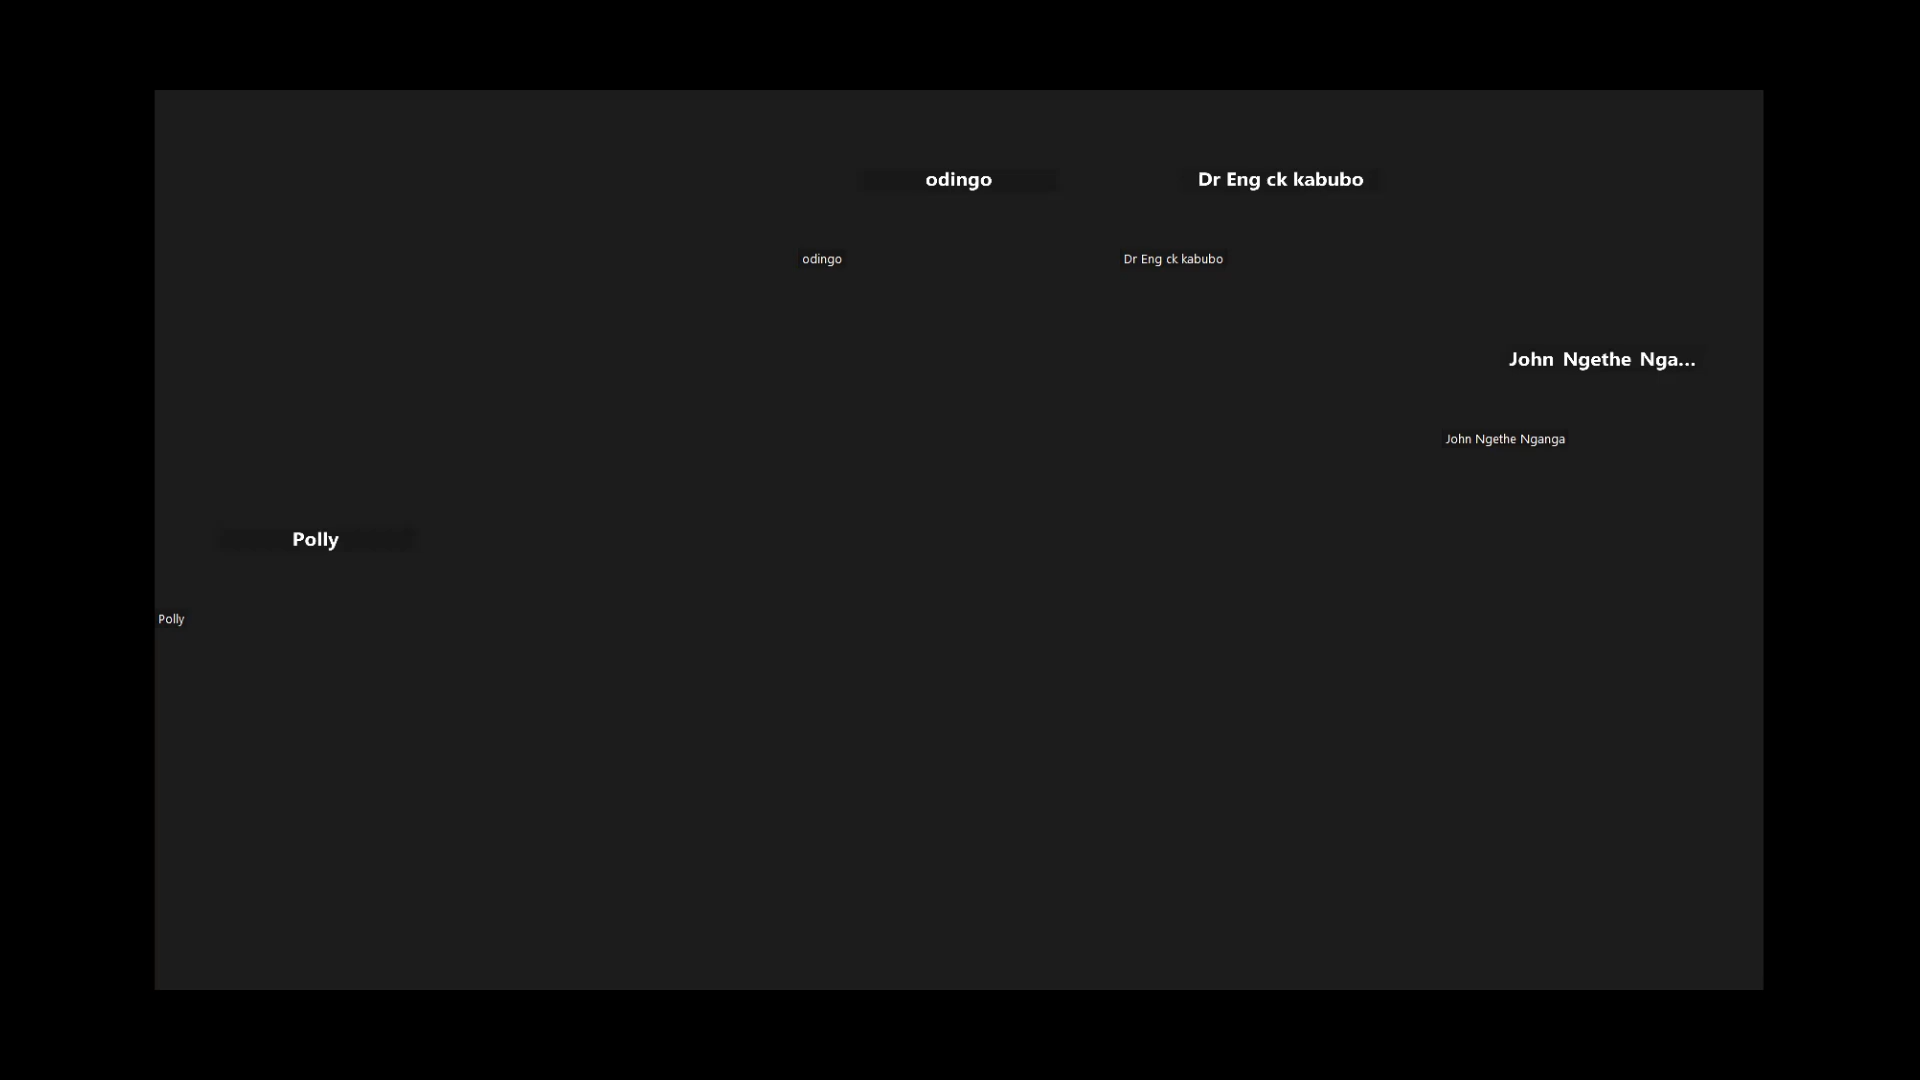 odingo
Dr Eng ck kabubo
odingo
Dr Eng ck kabubo
John Ngethe Nga...
John Ngethe Nganga
Polly
Polly